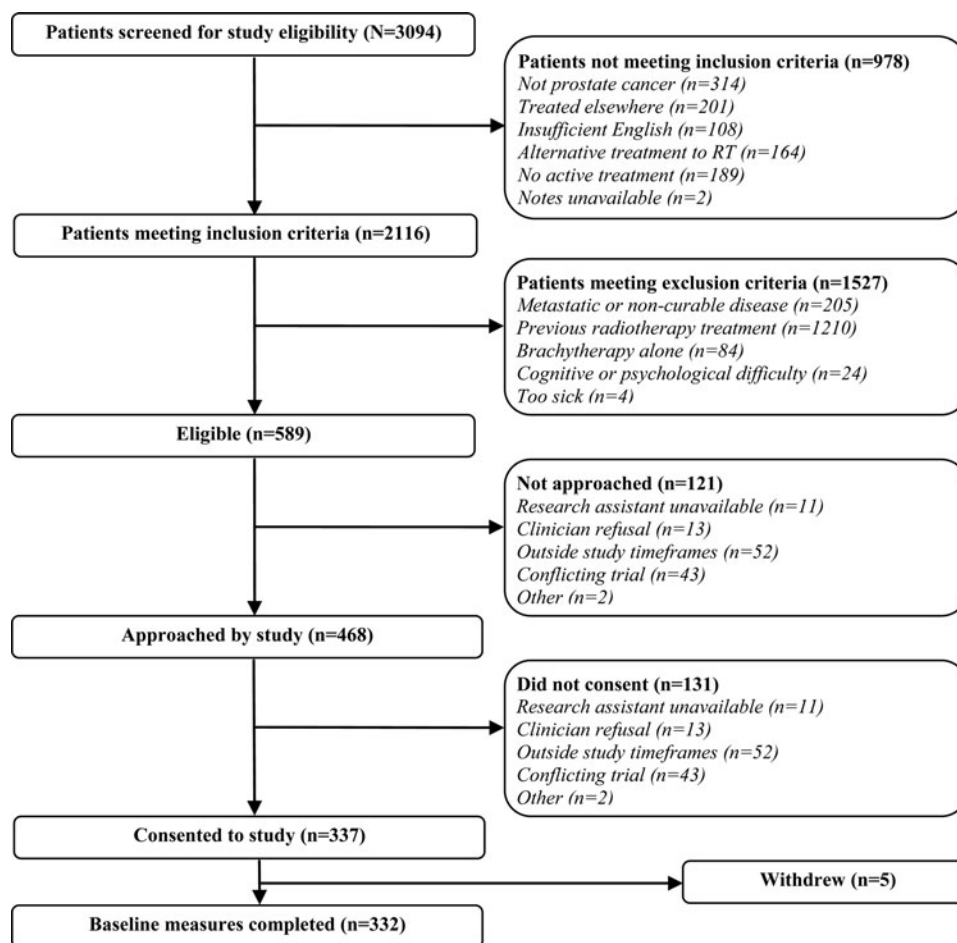 Patients screened for study eligibility (N=3094)
Patients not meeting inclusion criteria (n=978)
Not prostate cancer (n=314)
Treated elsewhere (n=201)
Insufficient English (n=108)
Alternative treatment to RT (n=164)
No active treatment (n=189)
Notes unavailable (n=2)
Patients meeting inclusion criteria (n=2116)
Patients meeting exclusion criteria (n=1527)
Metastatic or non-curable disease (n=205)
Previous radiotherapy treatment (n=1210)
Brachytherapy alone (n=84)
Cognitive or psychological difficulty (n=24)
Too sick (n=4)
Eligible (n=589)
Not approached (n=121)
Research assistant unavailable (n=11)
Clinician refusal (n=13)
Outside study timeframes (n=52)
Conflicting trial (n=43)
Other (n=2)
Approached by study (n=468)
Did not consent (n=131)
Research assistant unavailable (n=11)
Clinician refusal (n=13)
Outside study timeframes (n=52)
Conflicting trial (n=43)
Other (n=2)
Consented to study (n=337)
Withdrew (n=5)
Baseline measures completed (n=332)